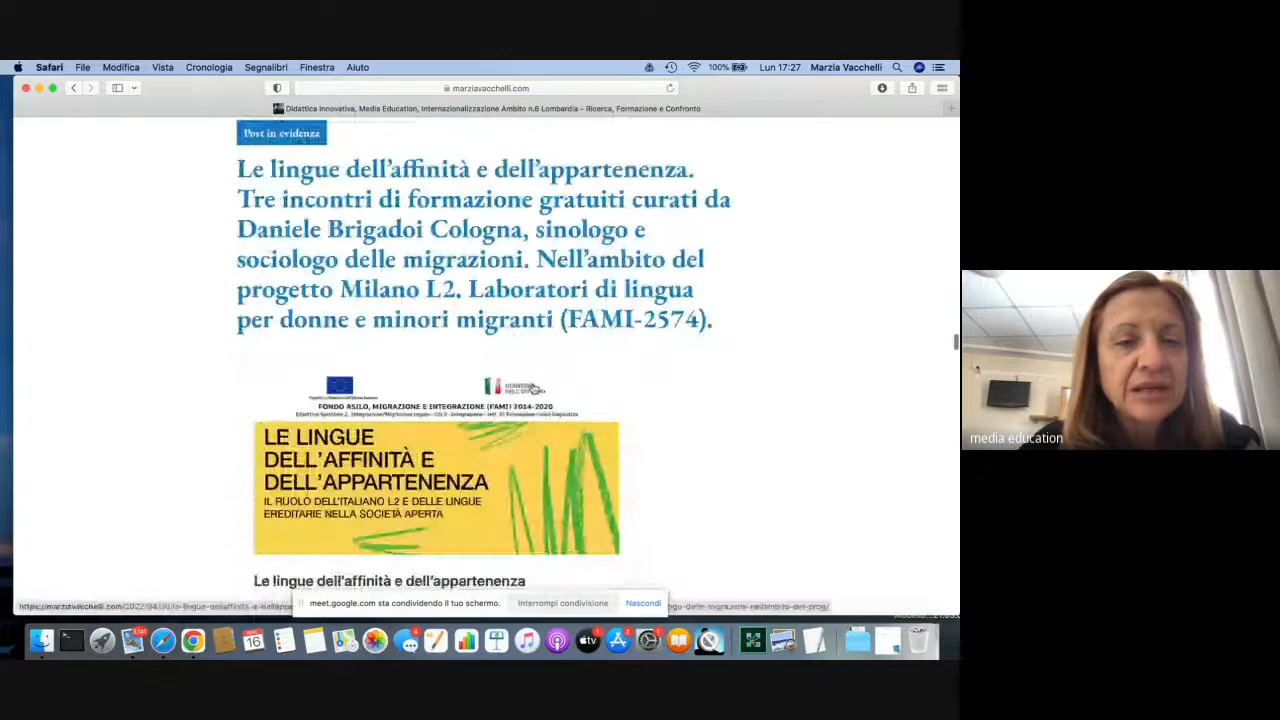 Safari File Modifica Vista Cronologia Segnalibri Finestra Aiuto 100% Lun 17:27 Marzia Vacchelli
marziavacchelli.com
Didattica Innovativa, Media Education, Internazionalizzazione Ambito n.6 Lombardia – Ricerca, Formazione e Confronto
Post in evidenza
Le lingue dell'affinità e dell'appartenenza.
Tre incontri di formazione gratuiti curati da
Daniele Brigadoi Cologna, sinologo e
sociologo delle migrazioni. Nell'ambito del
progetto Milano L2. Laboratori di lingua
per donne e minori migranti (FAMI-2574).
FONDO ASILO, MIGRAZIONE E INTEGRAZIONE (FAMI) 2014-2020
LE LINGUE
DELL'AFFINITÀ E
DELL'APPARTENENZA
IL RUOLO DELL'ITALIANO L2 E DELLE LINGUE
EREDITARIE NELLA SOCIETÀ APERTA
Le lingue dell'affinità e dell'appartenenza
meet.google.com sta condividendo il tuo schermo. Interrompi condivisione Nascondi
16
media education